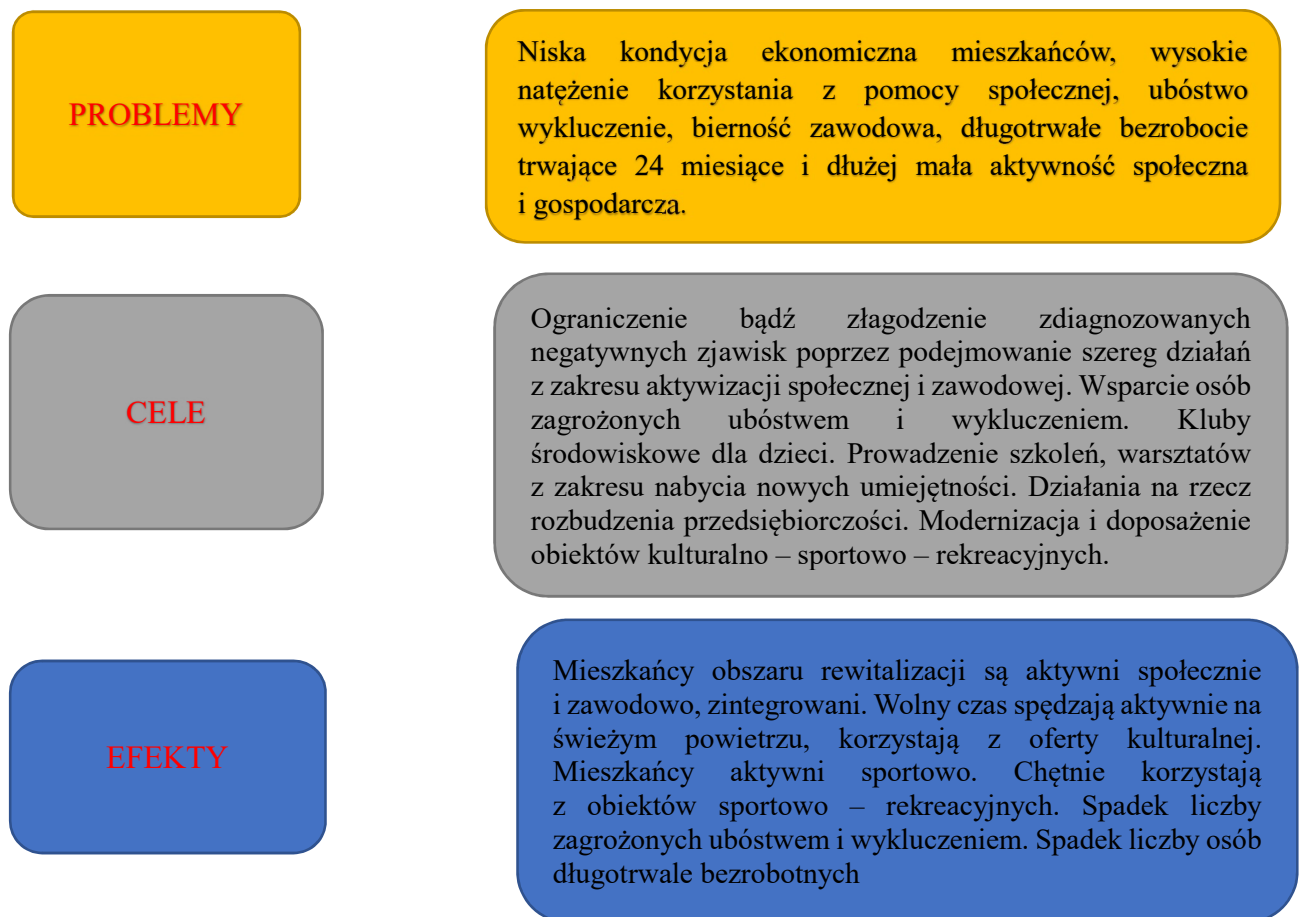 PROBLEMY
Niska kondycja ekonomiczna mieszkańców, wysokie
natężenie korzystania z pomocy społecznej, ubóstwo
wykluczenie, bierność zawodowa, długotrwałe bezrobocie
trwające 24 miesiące i dłużej mała aktywność społeczna
i gospodarcza.
CELE
Ograniczenie bądź złagodzenie zdiagnozowanych
negatywnych zjawisk poprzez podejmowanie szereg działań
z zakresu aktywizacji społecznej i zawodowej. Wsparcie osób
zagrożonych ubóstwem i wykluczeniem. Kluby
środowiskowe dla dzieci. Prowadzenie szkoleń, warsztatów
z zakresu nabycia nowych umiejętności. Działania na rzecz
rozbudzenia przedsiębiorczości. Modernizacja i doposażenie
obiektów kulturalno – sportowo – rekreacyjnych.
EFEKTY
Mieszkańcy obszaru rewitalizacji są aktywni społecznie
i zawodowo, zintegrowani. Wolny czas spędzają aktywnie na
świeżym powietrzu, korzystają z oferty kulturalnej.
Mieszkańcy aktywni sportowo. Chętnie korzystają
z obiektów sportowo – rekreacyjnych. Spadek liczby
zagrożonych ubóstwem i wykluczeniem. Spadek liczby osób
długotrwale bezrobotnych